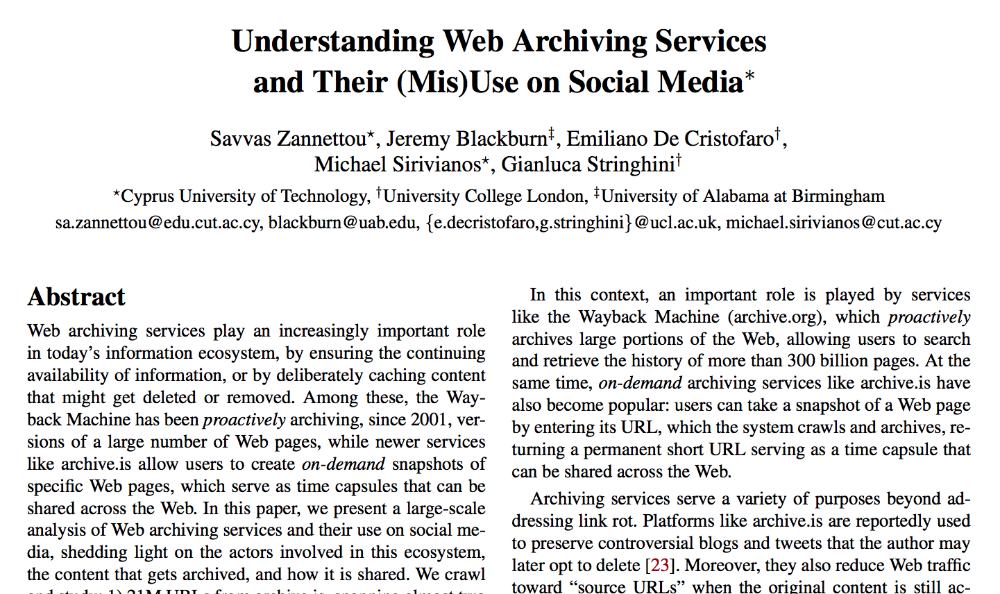 Understanding Web Archiving Services
and Their (Mis)Use on Social Media*
Savvas Zannettou⋆, Jeremy Blackburn‡, Emiliano De Cristofaro†,
Michael Sirivianos⋆, Gianluca Stringhini†
⋆Cyprus University of Technology, †University College London, ‡University of Alabama at Birmingham
sa.zannettou@edu.cut.ac.cy, blackburn@uab.edu, {e.decristofaro,g.stringhini}@ucl.ac.uk, michael.sirivianos@cut.ac.cy
Abstract
Web archiving services play an increasingly important role
in today's information ecosystem, by ensuring the continuing
availability of information, or by deliberately caching content
that might get deleted or removed. Among these, the Way-
back Machine has been proactively archiving, since 2001, ver-
sions of a large number of Web pages, while newer services
like archive.is allow users to create on-demand snapshots of
specific Web pages, which serve as time capsules that can be
shared across the Web. In this paper, we present a large-scale
analysis of Web archiving services and their use on social me-
dia, shedding light on the actors involved in this ecosystem,
the content that gets archived, and how it is shared. We crawl
In this context, an important role is played by services
like the Wayback Machine (archive.org), which proactively
archives large portions of the Web, allowing users to search
and retrieve the history of more than 300 billion pages. At the
same time, on-demand archiving services like archive.is have
also become popular: users can take a snapshot of a Web page
by entering its URL, which the system crawls and archives, re-
turning a permanent short URL serving as a time capsule that
can be shared across the Web.
Archiving services serve a variety of purposes beyond ad-
dressing link rot. Platforms like archive.is are reportedly used
to preserve controversial blogs and tweets that the author may
later opt to delete [23]. Moreover, they also reduce Web traffic
toward “source URLs” when the original content is still ac-